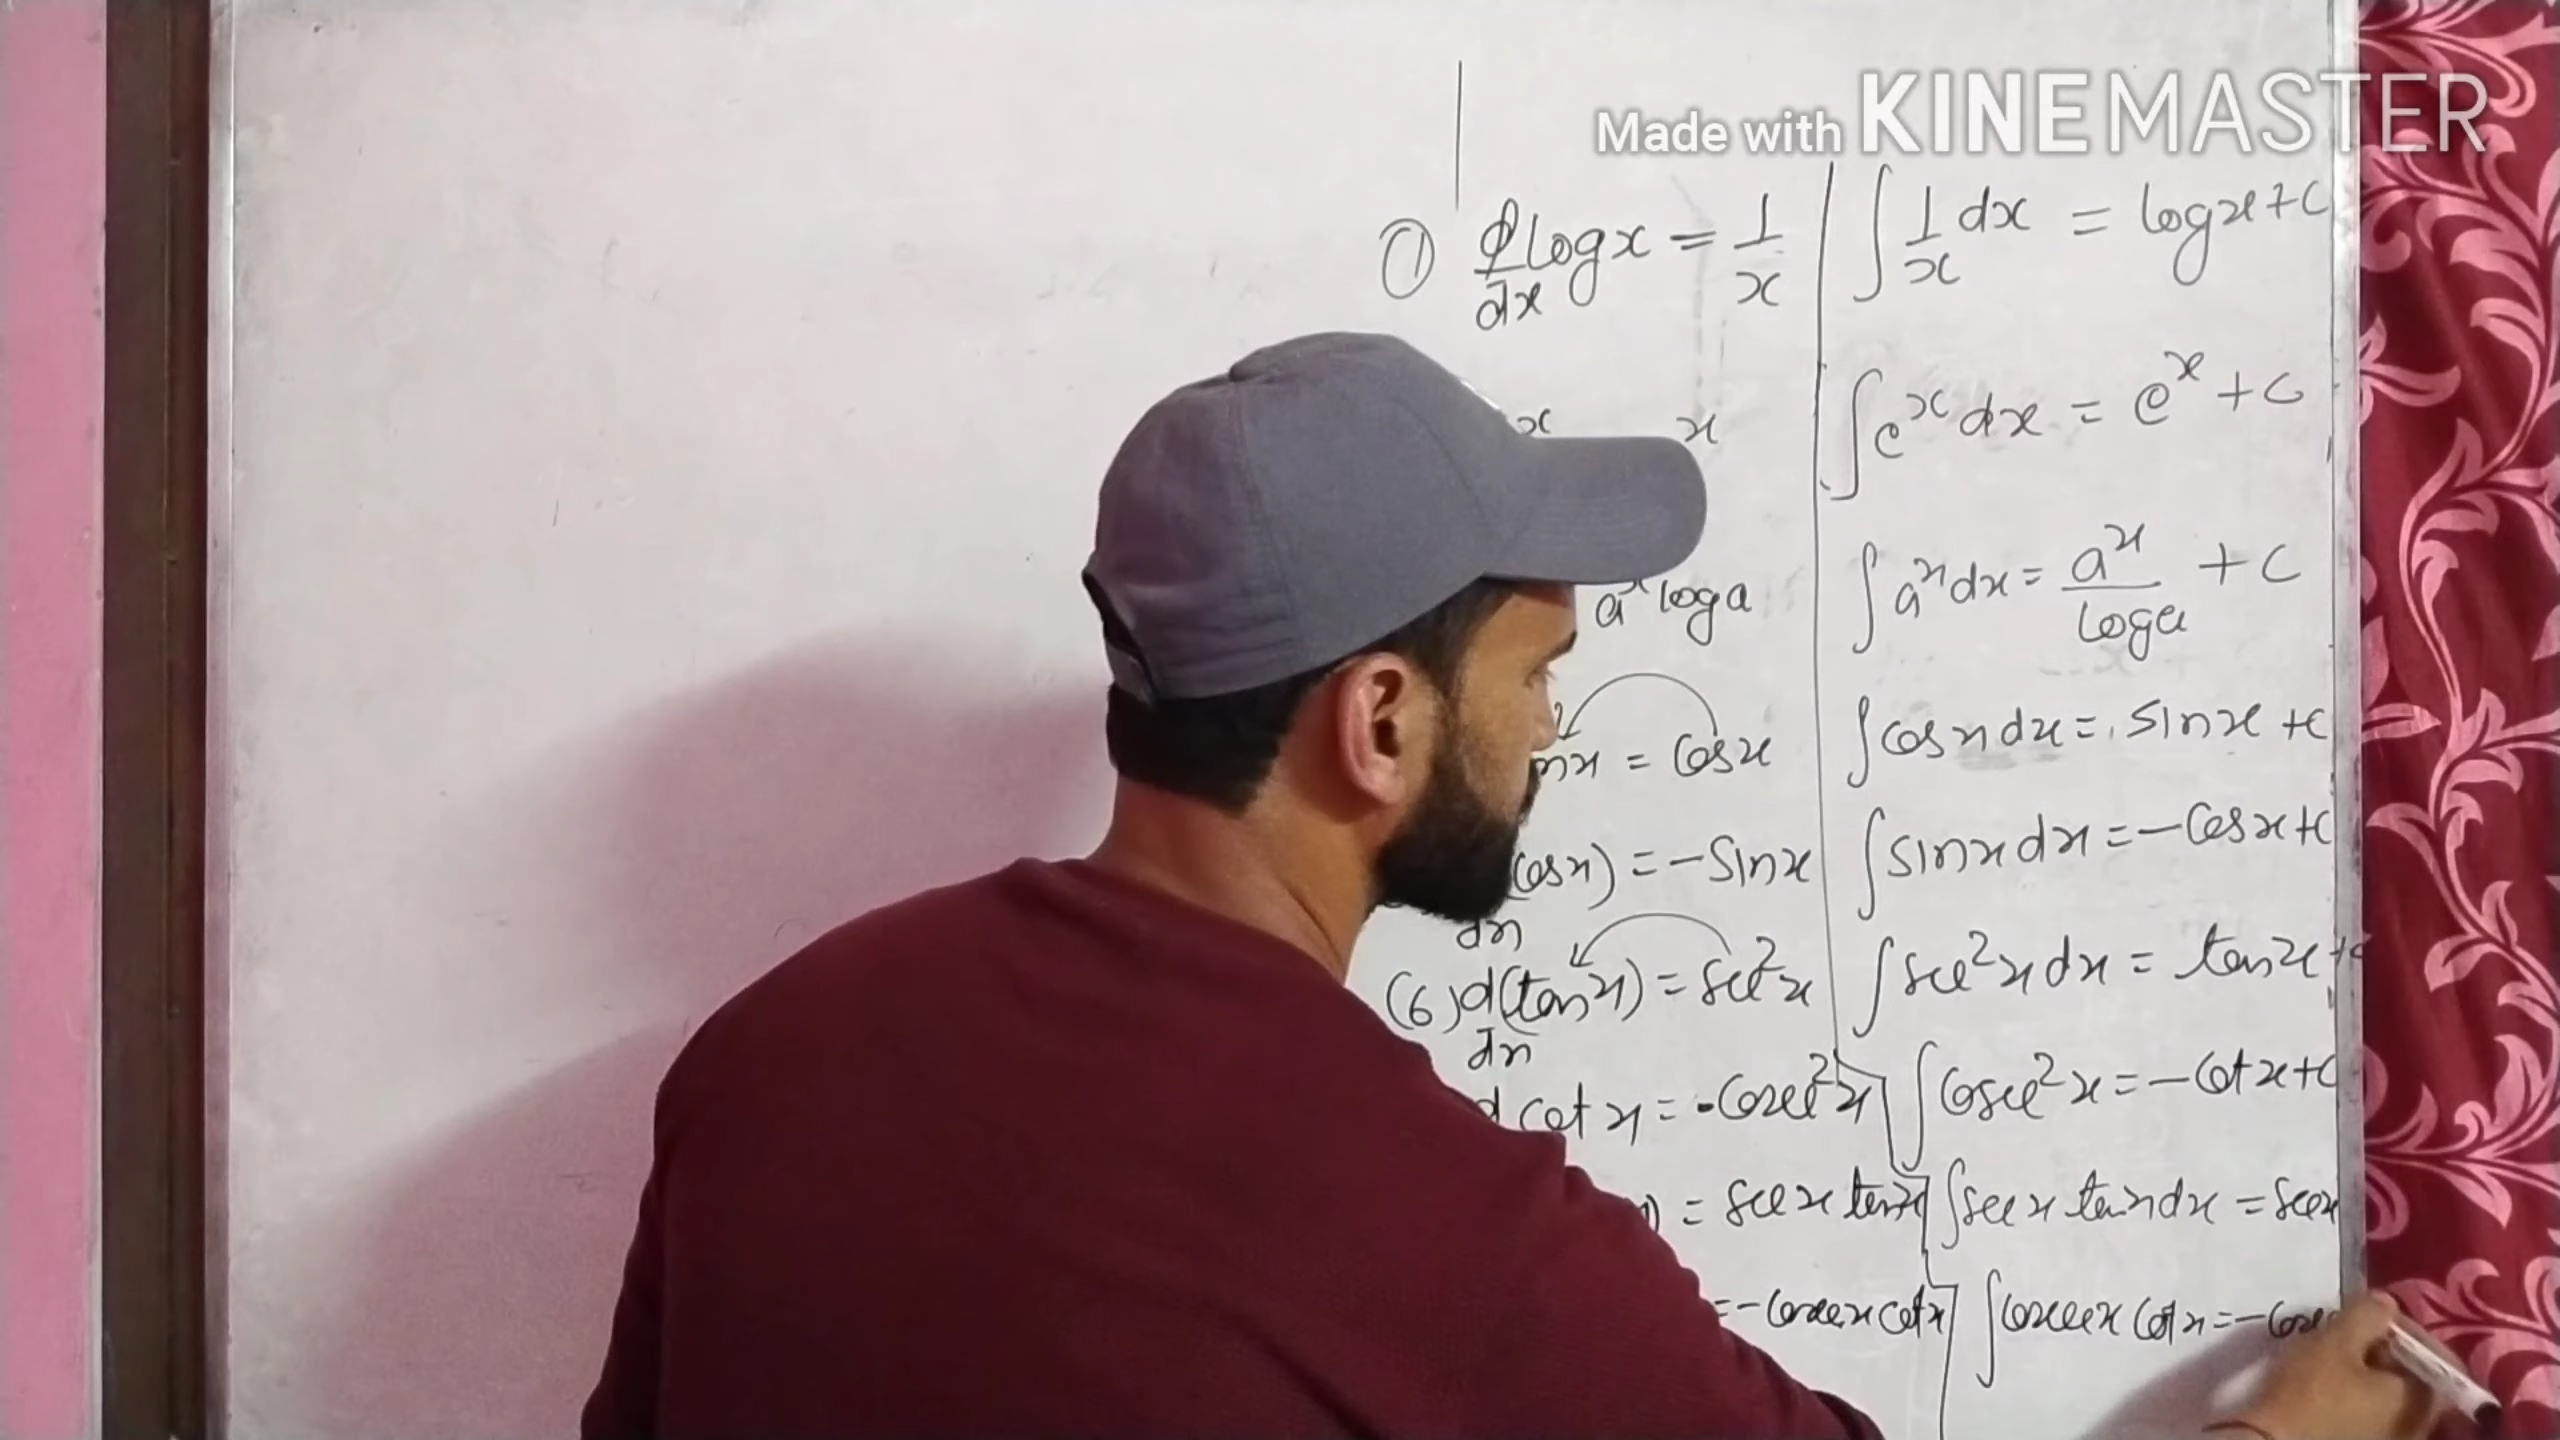 Made with KINEMASTER
① d/dx log x = 1/x | ∫ 1/x dx = log x + c
x x | ∫ e^x dx = e^x + c
a^x log a | ∫ a^x dx = a^x / log a + c
nx = Cos x | ∫ cos x dx = sin x + c
(cos x) = - Sin x | ∫ sin x dx = - Cos x + c
dx
(6) d(tan x) = sec²x | ∫ sec²x dx = tan x + c
dx
d cot x = - Cosec²x | ∫ Cosec²x = - Cot x + c
x) = sec x tan x | ∫ sec x tan x dx = sec x
= - cosec x cot x | ∫ cosec x cot x = - cosec